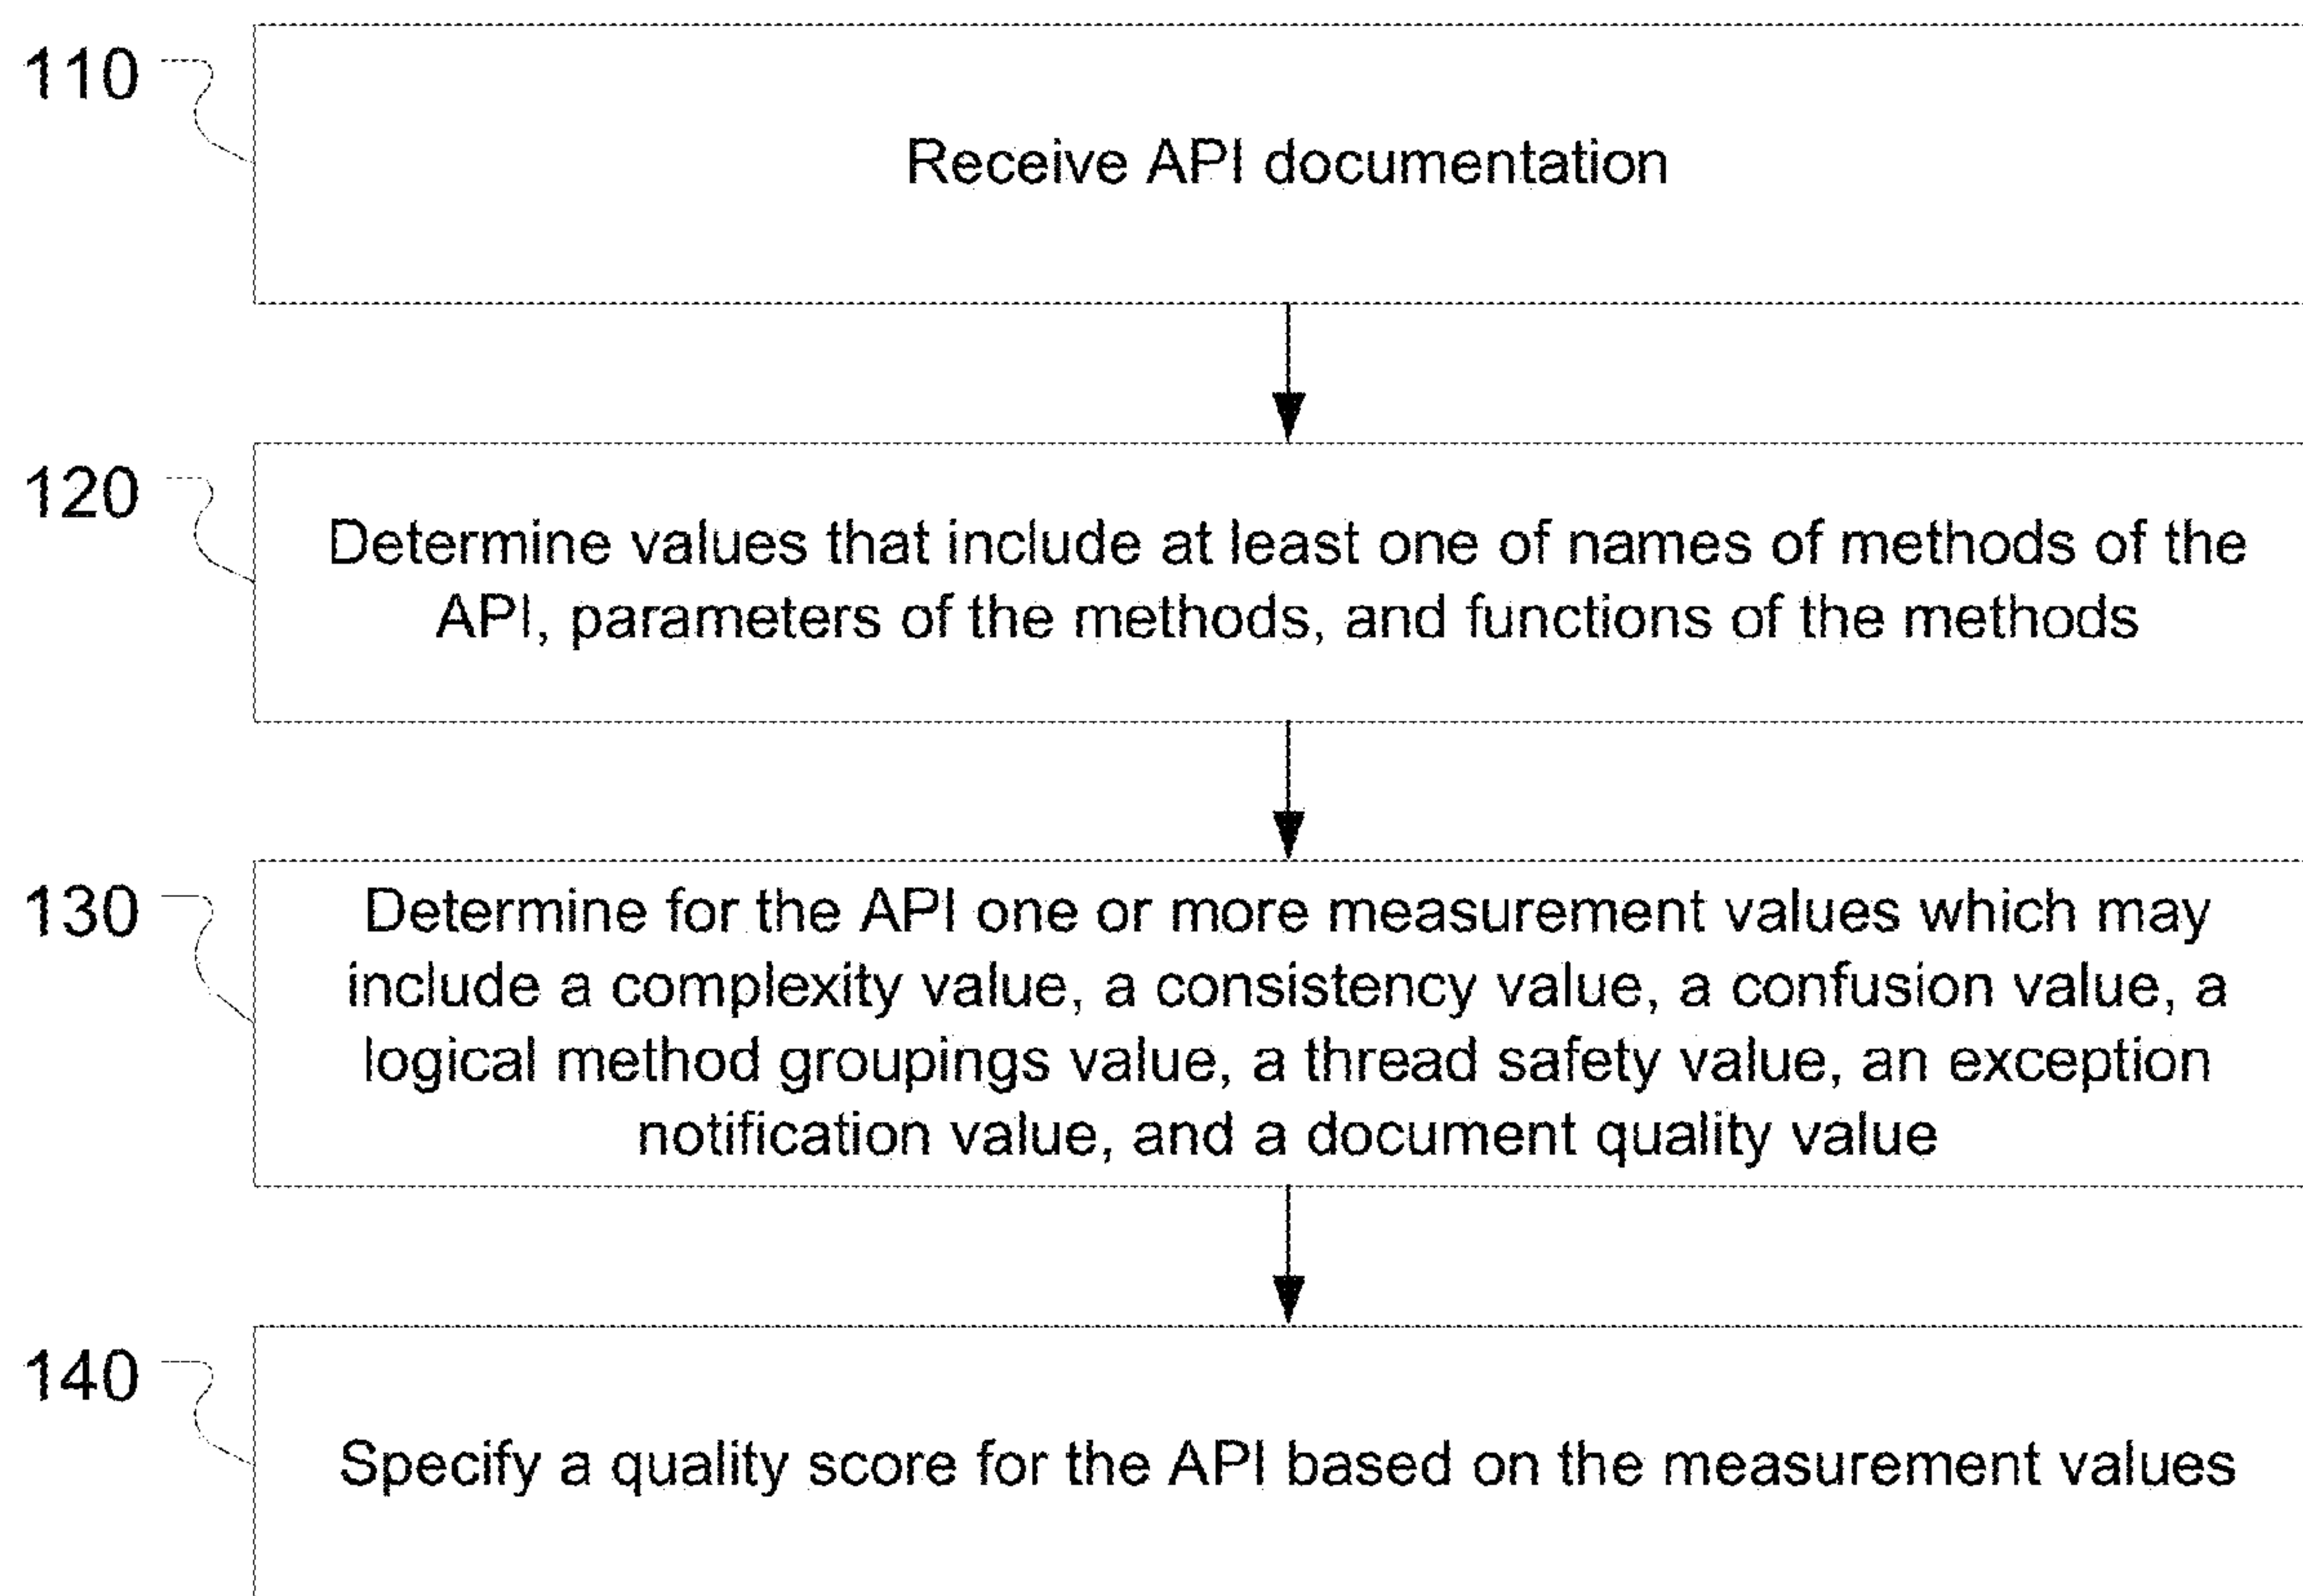 110
Receive API documentation
120
Determine values that include at least one of names of methods of the
API, parameters of the methods, and functions of the methods
130
Determine for the API one or more measurement values which may
include a complexity value, a consistency value, a confusion value, a
logical method groupings value, a thread safety value, an exception
notification value, and a document quality value
140
Specify a quality score for the API based on the measurement values